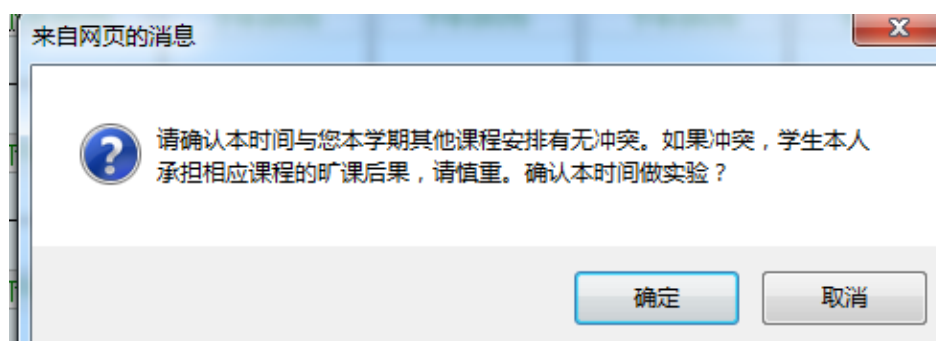 来自网页的消息
请确认本时间与您本学期其他课程安排有无冲突。如果冲突，学生本人
承担相应课程的旷课后果，请慎重。确认本时间做实验？
确定
取消